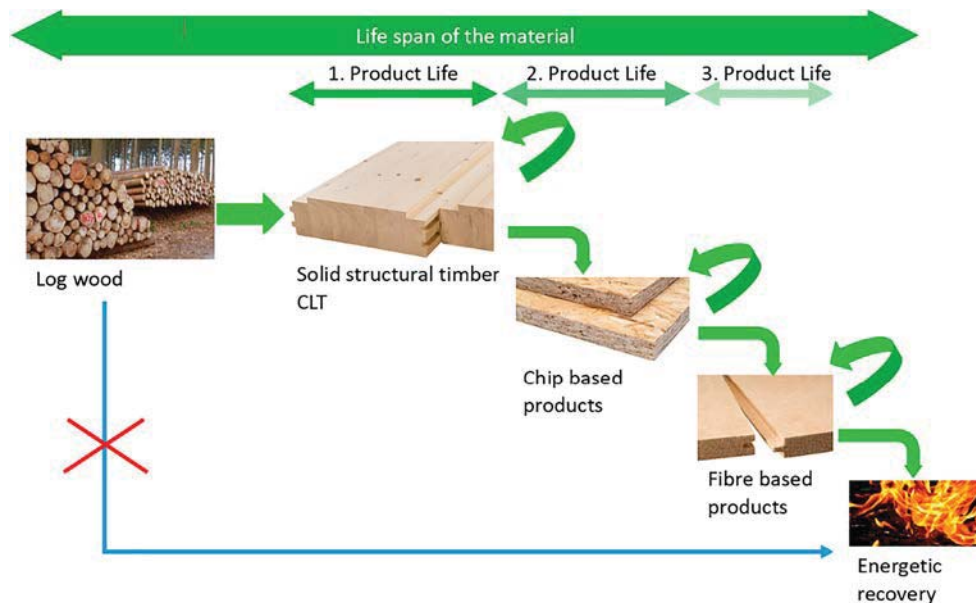 Life span of the material
1. Product Life
2. Product Life
3. Product Life
Log wood
Solid structural timber
CLT
Chip based
products
Fibre based
products
Energetic
recovery